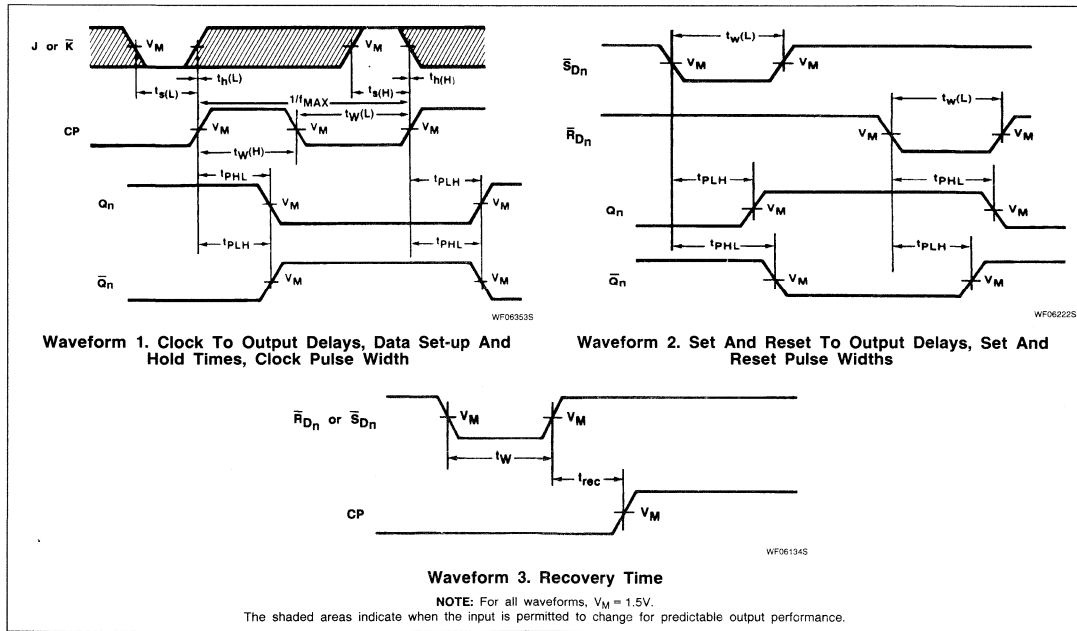 J or K̅
V_M
V_M
t_h(L)
t_h(H)
t_s(L)
t_s(H)
1/f_MAX
t_W(L)
CP
V_M
V_M
V_M
t_W(H)
t_PHL
t_PLH
Q_n
V_M
V_M
t_PLH
t_PHL
Q̅_n
V_M
V_M
WF06353S
Waveform 1. Clock To Output Delays, Data Set-up And
Hold Times, Clock Pulse Width
t_w(L)
S̅_Dn
V_M
V_M
t_w(L)
R̅_Dn
V_M
V_M
t_PLH
t_PHL
Q_n
V_M
V_M
t_PHL
t_PLH
Q̅_n
V_M
V_M
WF06222S
Waveform 2. Set And Reset To Output Delays, Set And
Reset Pulse Widths
R̅_Dn or S̅_Dn
V_M
V_M
t_W
t_rec
CP
V_M
WF06134S
Waveform 3. Recovery Time
NOTE: For all waveforms, V_M = 1.5V.
The shaded areas indicate when the input is permitted to change for predictable output performance.